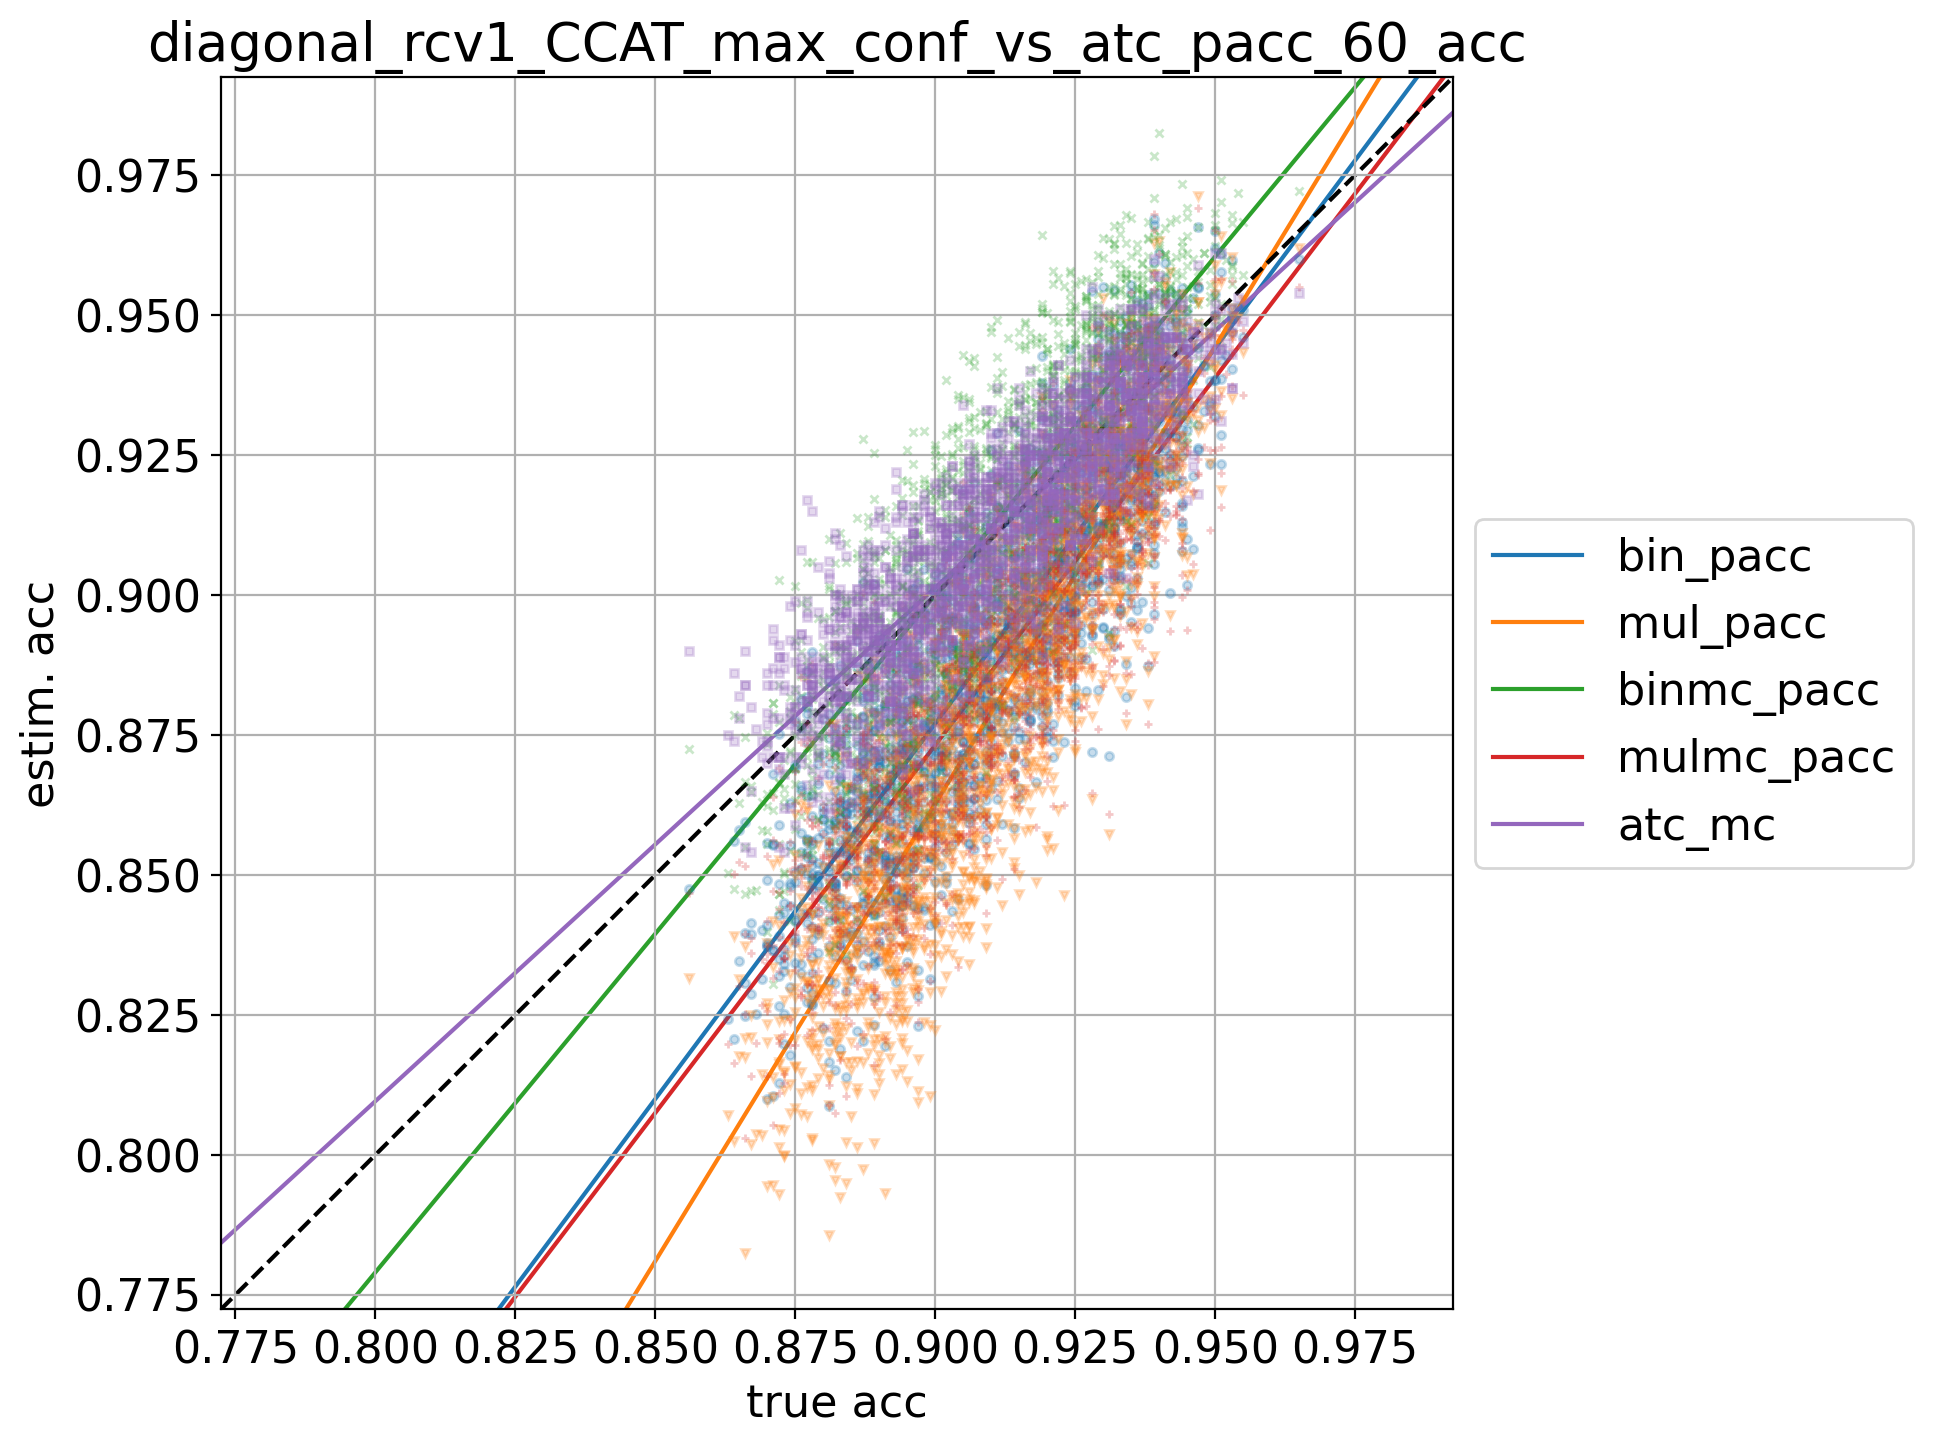 diagonal_rcv1_CCAT_max_conf_vs_atc_pacc_60_acc
estim. acc
0.975
0.950
0.925
0.900
0.875
0.850
0.825
0.800
0.775
0.775 0.800 0.825 0.850 0.875 0.900 0.925 0.950 0.975
true acc
bin_pacc
mul_pacc
binmc_pacc
mulmc_pacc
atc_mc